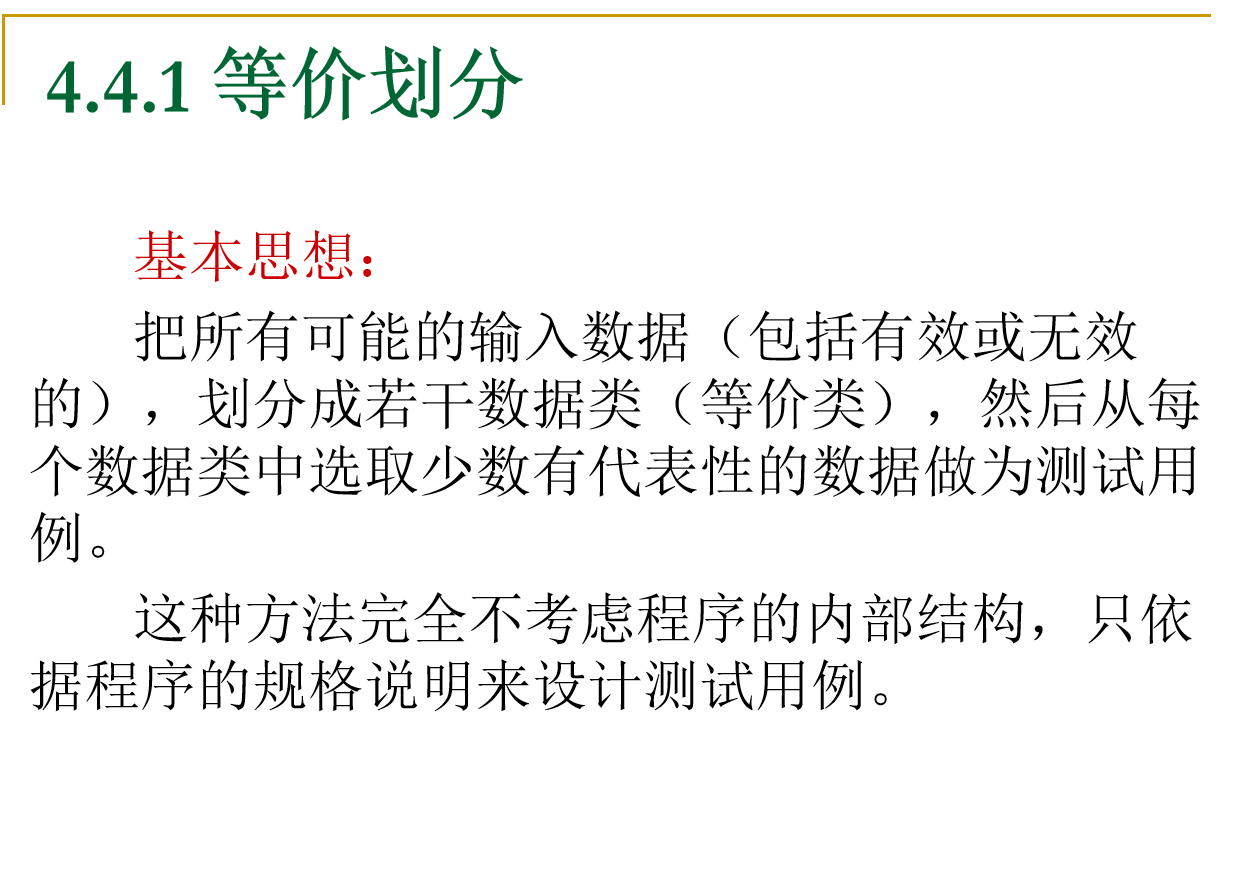 4.4.1 等价划分
基本思想：
把所有可能的输入数据（包括有效或无效
的），划分成若干数据类（等价类），然后从每
个数据类中选取少数有代表性的数据做为测试用
例。
这种方法完全不考虑程序的内部结构，只依
据程序的规格说明来设计测试用例。